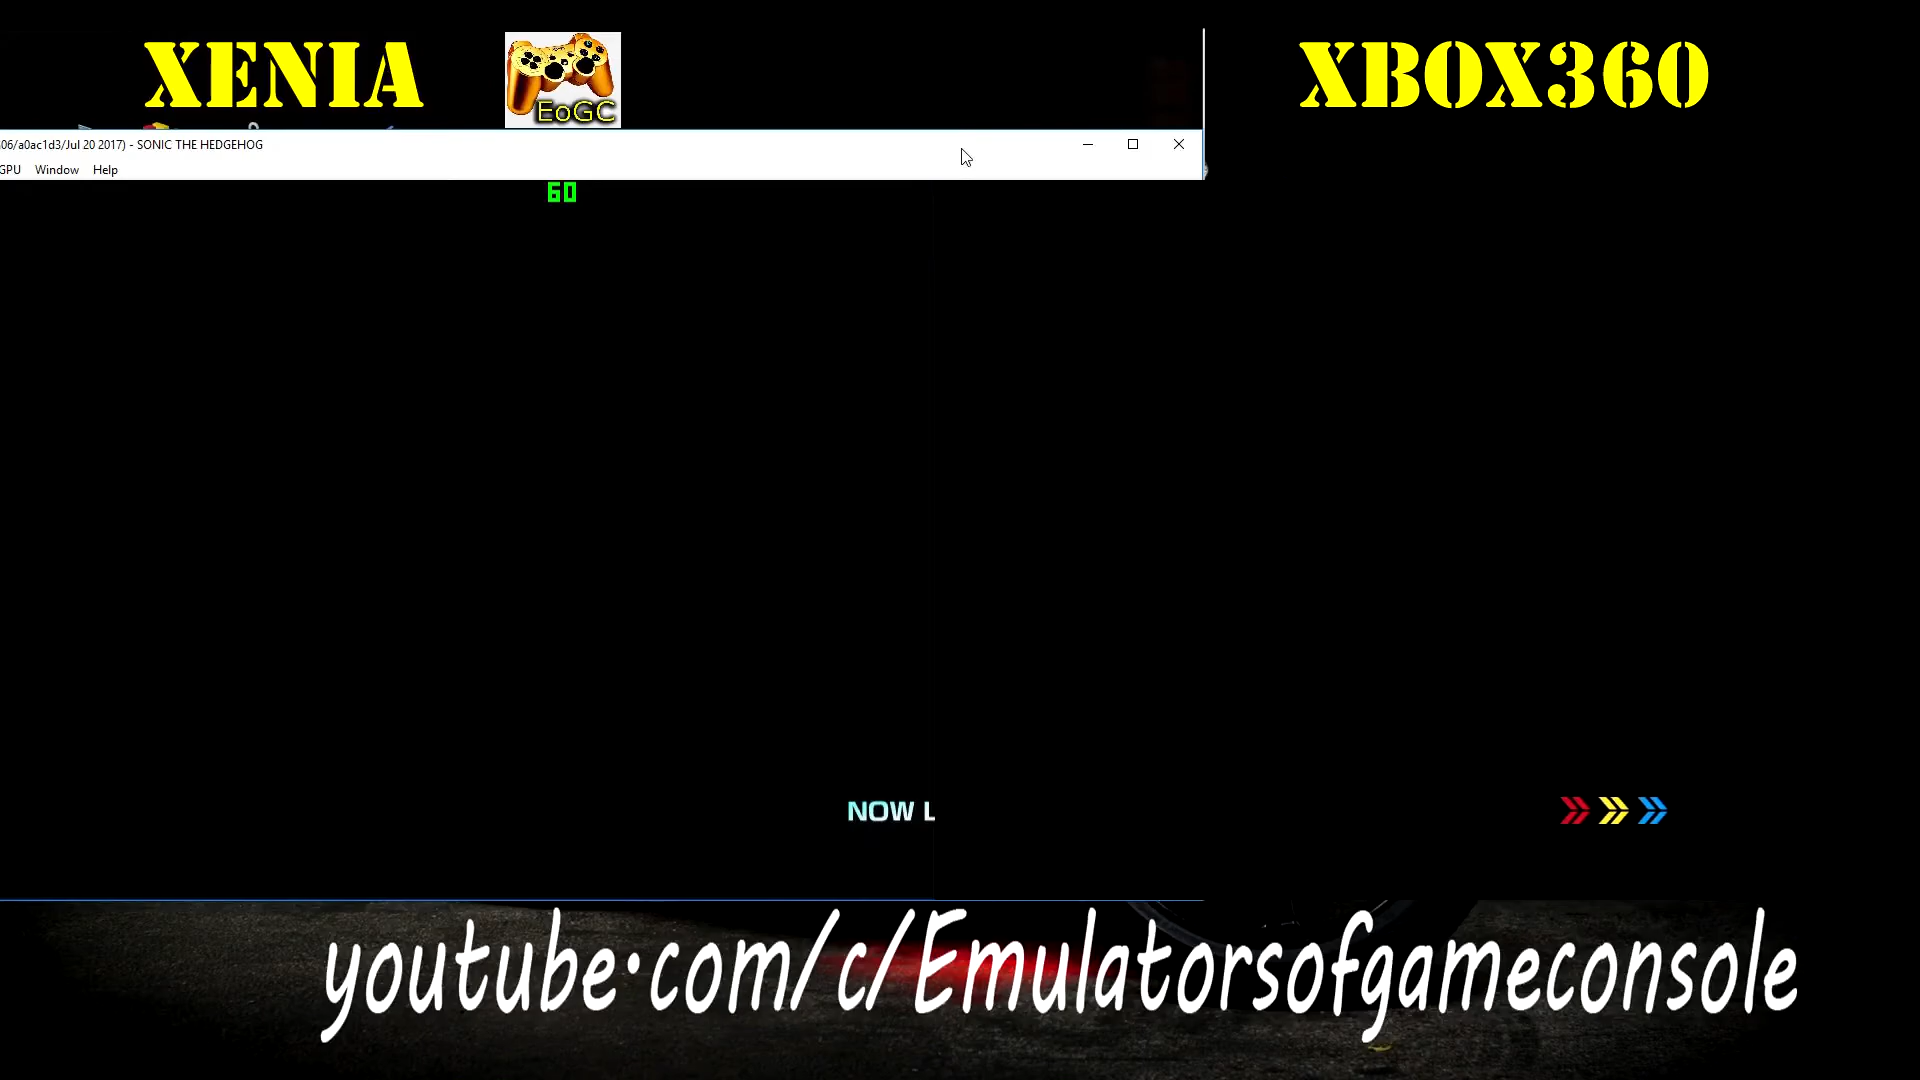 XENIA
EoGC
XBOX360
06/a0ac1d3/Jul 20 2017) - SONIC THE HEDGEHOG
GPU Window Help
60
NOW L
youtube.com/c/Emulatorsofgameconsole